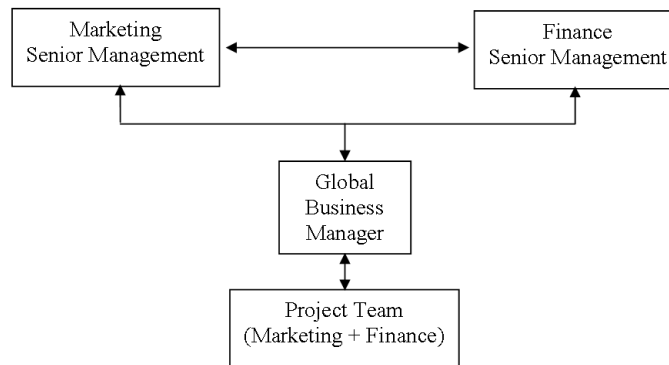 Marketing
Senior Management
Finance
Senior Management
Global
Business
Manager
Project Team
(Marketing + Finance)